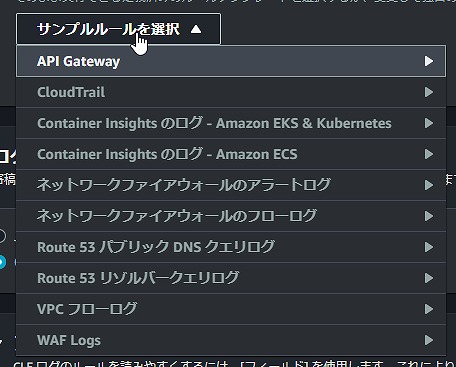 サンプルルールを選択 ▲
API Gateway
CloudTrail
Container Insights のログ - Amazon EKS & Kubernetes
Container Insights のログ - Amazon ECS
ネットワークファイアウォールのアラートログ
ネットワークファイアウォールのフローログ
Route 53 パブリック DNS クエリログ
Route 53 リゾルバークエリログ
VPC フローログ
WAF Logs